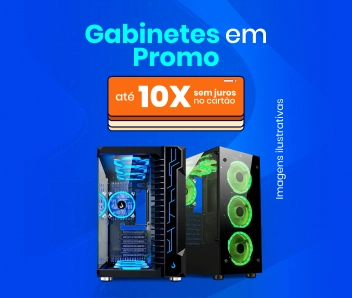 Gabinetes em
Promo
até 10X sem juros
no cartão
Imagens ilustrativas